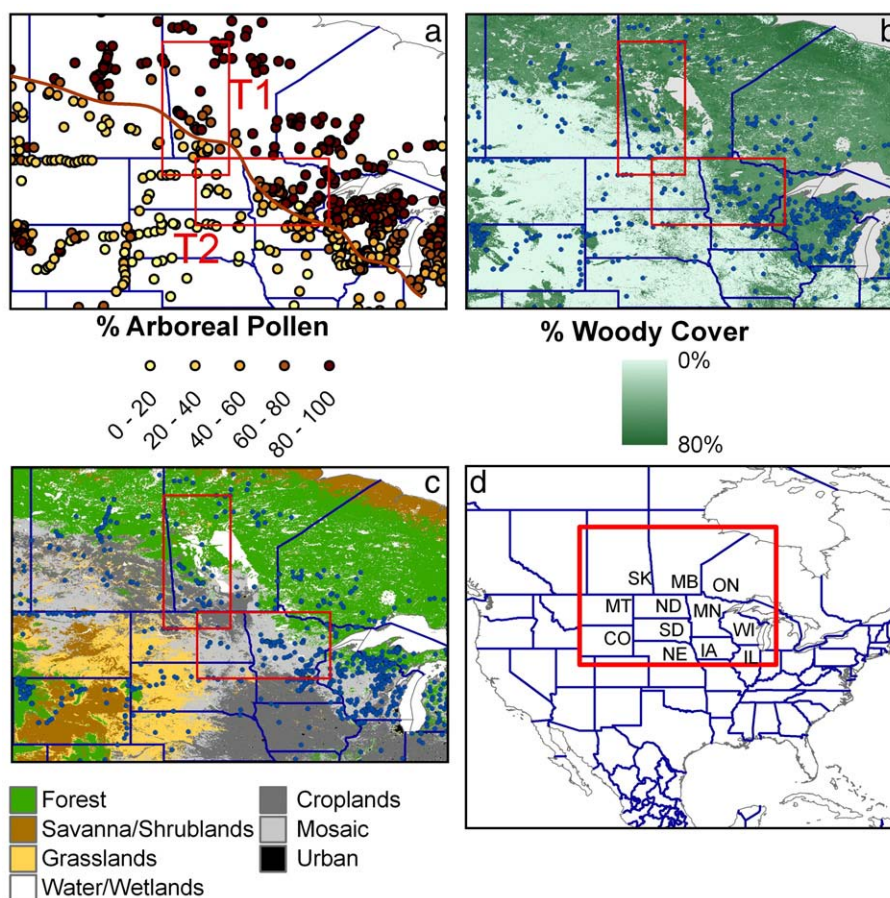 a
T1
T2
b
% Arboreal Pollen
0 - 20
20 - 40
40 - 60
60 - 80
80 - 100
% Woody Cover
0%
80%
c
d
SK
MB
ON
MT
ND
MN
CO
SD
WI
NE
IA
IL
Forest
Savanna/Shrublands
Grasslands
Water/Wetlands
Croplands
Mosaic
Urban